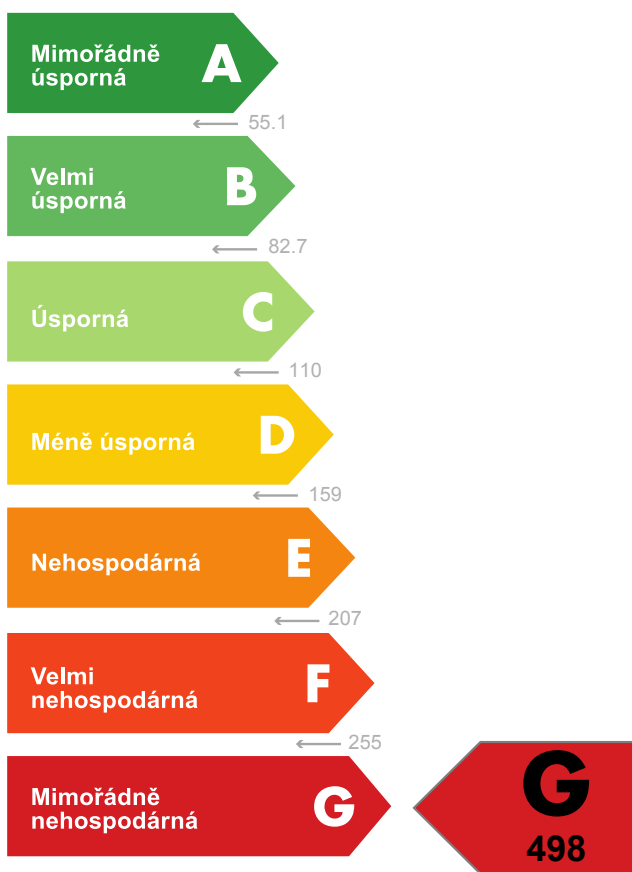 Mimořádně
úsporná
A
← 55.1
Velmi
úsporná
B
← 82.7
Úsporná
C
← 110
Méně úsporná
D
← 159
Nehospodárná
E
← 207
Velmi
nehospodárná
F
← 255
Mimořádně
nehospodárná
G
G
498